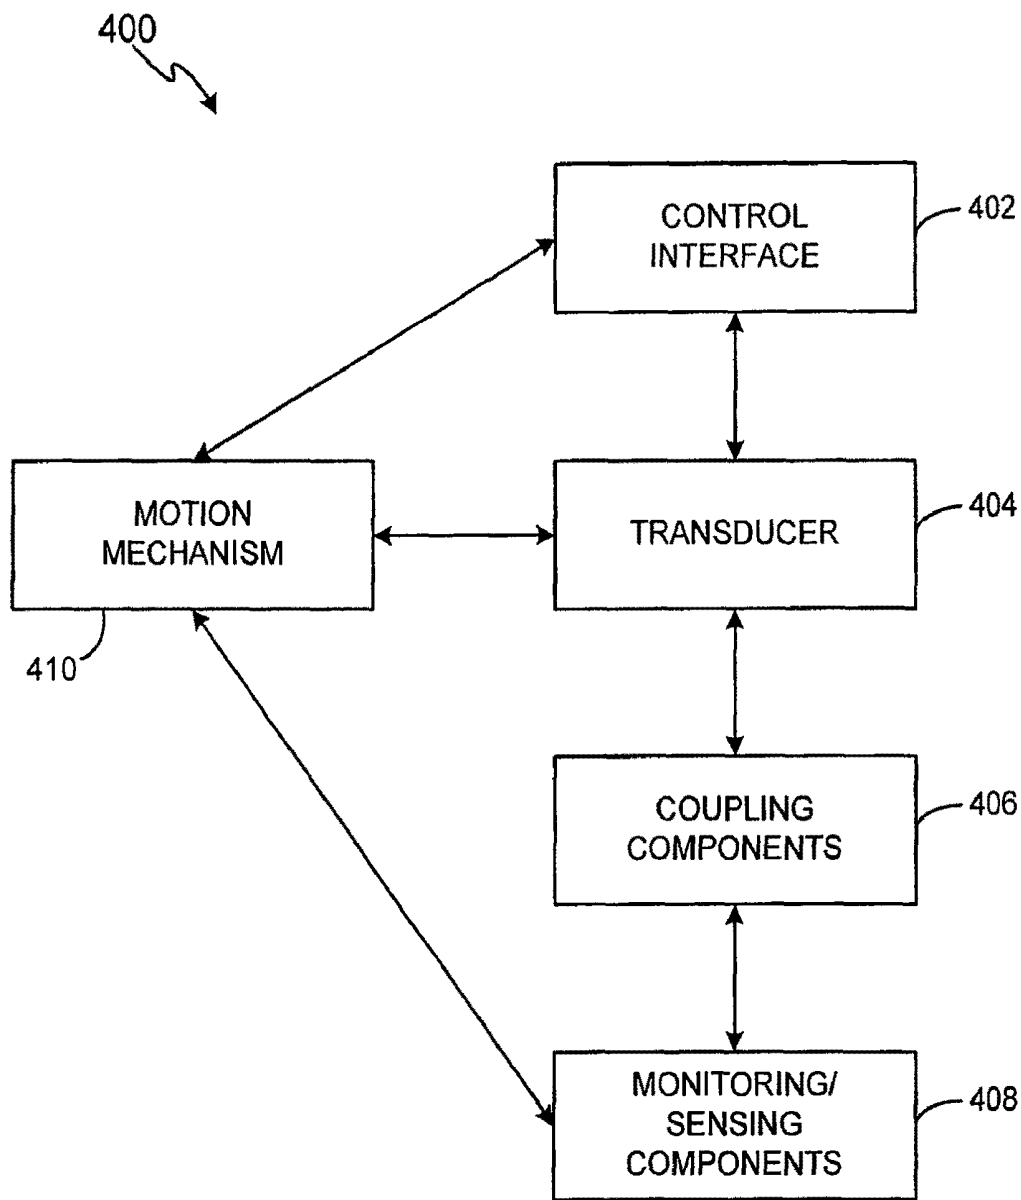 400
CONTROL
INTERFACE
402
MOTION
MECHANISM
410
TRANSDUCER
404
COUPLING
COMPONENTS
406
MONITORING/
SENSING
COMPONENTS
408